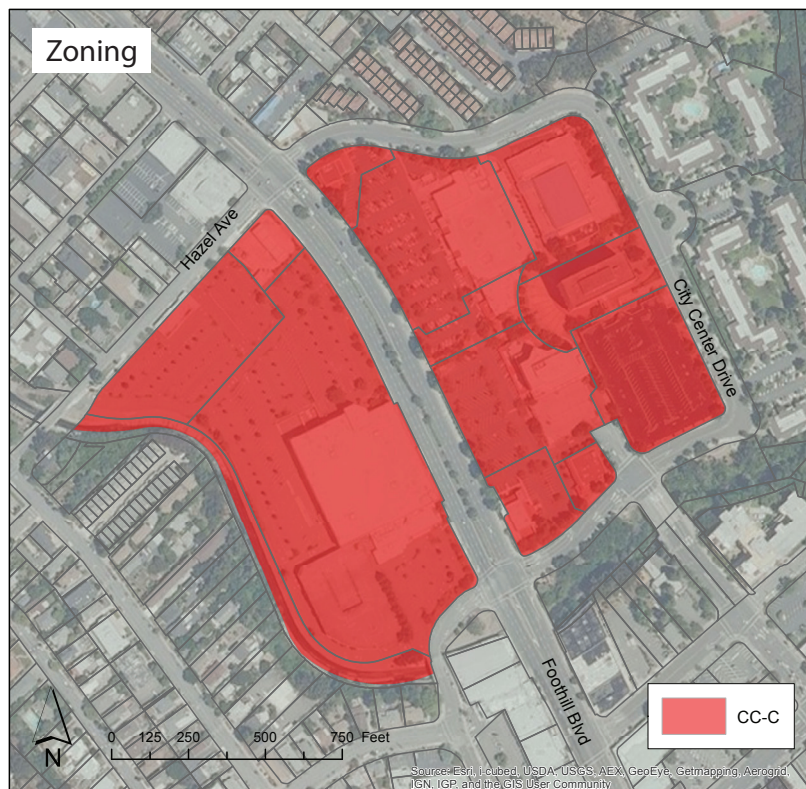 Zoning
Hazel Ave
City Center Drive
Foothill Blvd
CC-C
0 125 250 500 750 Feet
N
Source: Esri, i-cubed, USDA, USGS, AEX, GeoEye, Getmapping, Aerogrid,
IGN, IGP, and the GIS User Community